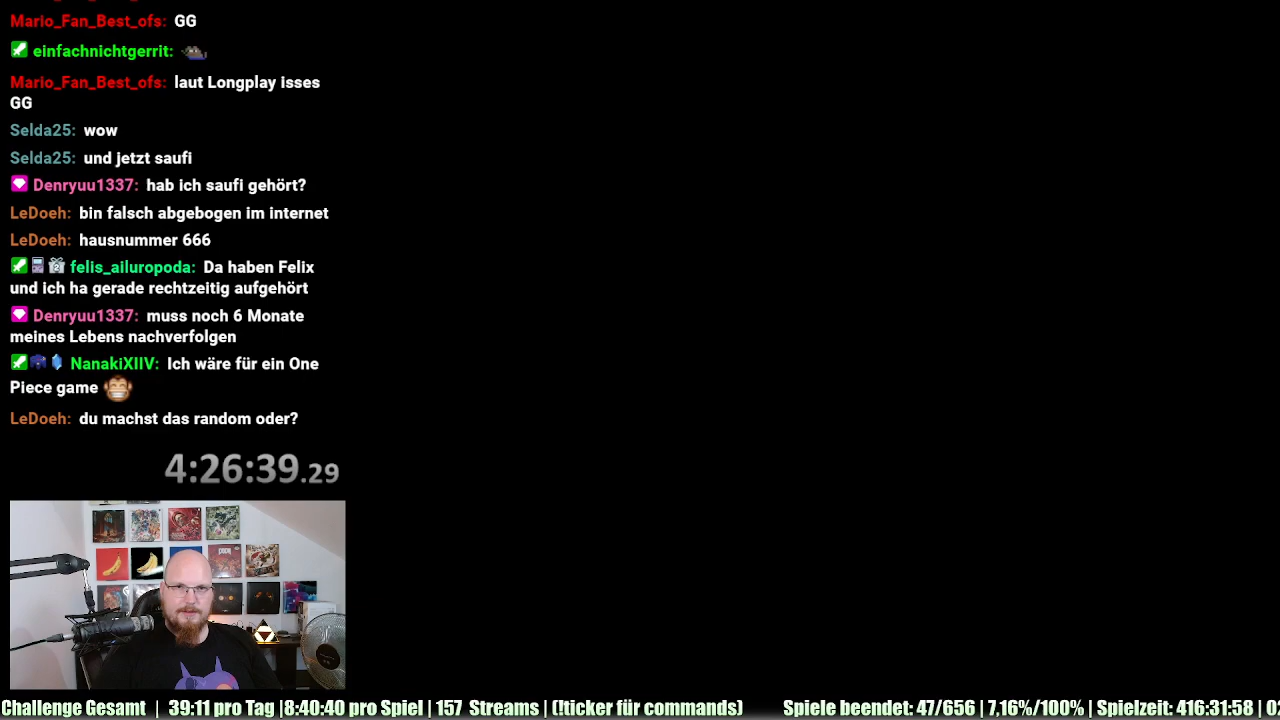 Mario_Fan_Best_ofs: GG
einfachnichtgerrit:
Mario_Fan_Best_ofs: laut Longplay isses
GG
Selda25: wow
Selda25: und jetzt saufi
Denryuu1337: hab ich saufi gehört?
LeDoeh: bin falsch abgebogen im internet
LeDoeh: hausnummer 666
felis_ailuropoda: Da haben Felix
und ich ha gerade rechtzeitig aufgehört
Denryuu1337: muss noch 6 Monate
meines Lebens nachverfolgen
NanakiXIIV: Ich wäre für ein One
Piece game
LeDoeh: du machst das random oder?
4:26:39.29
Challenge Gesamt | 39:11 pro Tag |8:40:40 pro Spiel | 157 Streams | (!ticker für commands) Spiele beendet: 47/656 | 7,16%/100% | Spielzeit: 416:31:58 |